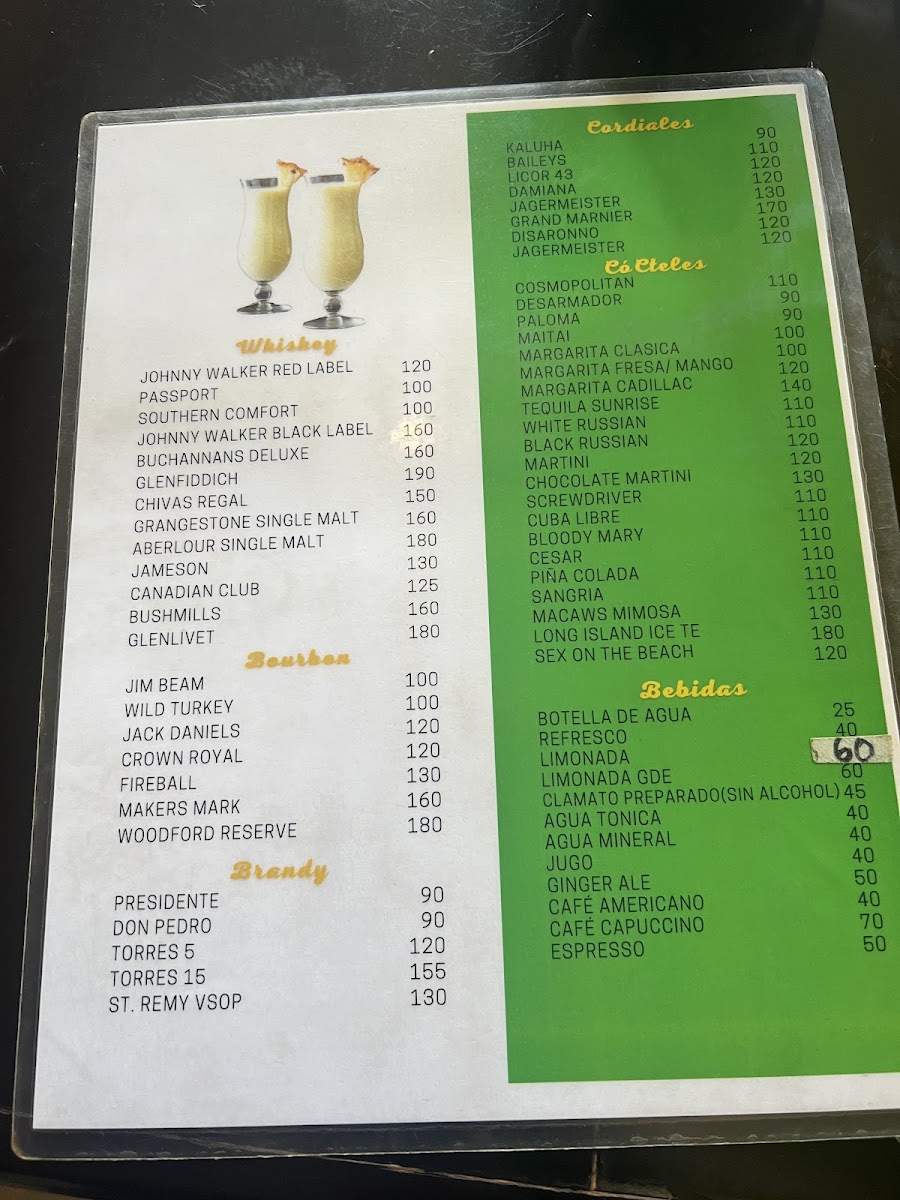 Whiskey
JOHNNY WALKER RED LABEL 120
PASSPORT 100
SOUTHERN COMFORT 100
JOHNNY WALKER BLACK LABEL 160
BUCHANNANS DELUXE 160
GLENFIDDICH 190
CHIVAS REGAL 150
GRANGESTONE SINGLE MALT 160
ABERLOUR SINGLE MALT 180
JAMESON 130
CANADIAN CLUB 125
BUSHMILLS 160
GLENLIVET 180
Bourbon
JIM BEAM 100
WILD TURKEY 100
JACK DANIELS 120
CROWN ROYAL 120
FIREBALL 130
MAKERS MARK 160
WOODFORD RESERVE 180
Brandy
PRESIDENTE 90
DON PEDRO 90
TORRES 5 120
TORRES 15 155
ST. REMY VSOP 130
Cordiales
KALUHA 90
BAILEYS 110
LICOR 43 120
DAMIANA 120
JAGERMEISTER 130
GRAND MARNIER 170
DISARONNO 120
JAGERMEISTER 120
CóCteles
COSMOPOLITAN 110
DESARMADOR 90
PALOMA 90
MAITAI 100
MARGARITA CLASICA 100
MARGARITA FRESA/ MANGO 120
MARGARITA CADILLAC 140
TEQUILA SUNRISE 110
WHITE RUSSIAN 110
BLACK RUSSIAN 120
MARTINI 120
CHOCOLATE MARTINI 130
SCREWDRIVER 110
CUBA LIBRE 110
BLOODY MARY 110
CESAR 110
PIÑA COLADA 110
SANGRIA 110
MACAWS MIMOSA 130
LONG ISLAND ICE TE 180
SEX ON THE BEACH 120
Bebidas
BOTELLA DE AGUA 25
REFRESCO 40
LIMONADA 60
LIMONADA GDE 60
CLAMATO PREPARADO(SIN ALCOHOL) 45
AGUA TONICA 40
AGUA MINERAL 40
JUGO 40
GINGER ALE 50
CAFÉ AMERICANO 40
CAFÉ CAPUCCINO 70
ESPRESSO 50